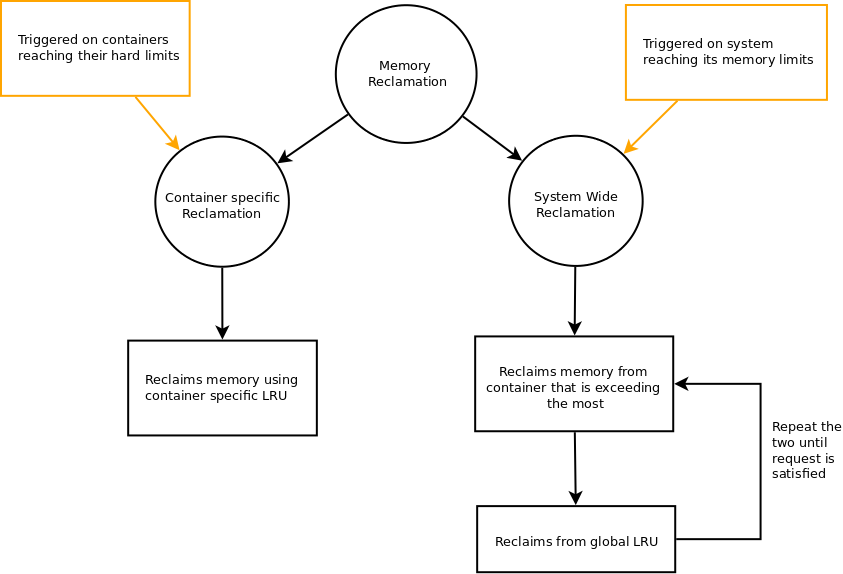 Triggered on containers
reaching their hard limits
Memory
Reclamation
Triggered on system
reaching its memory limits
Container specific
Reclamation
System Wide
Reclamation
Reclaims memory using
container specific LRU
Reclaims memory from
container that is exceeding
the most
Repeat the
two until
request is
satisfied
Reclaims from global LRU